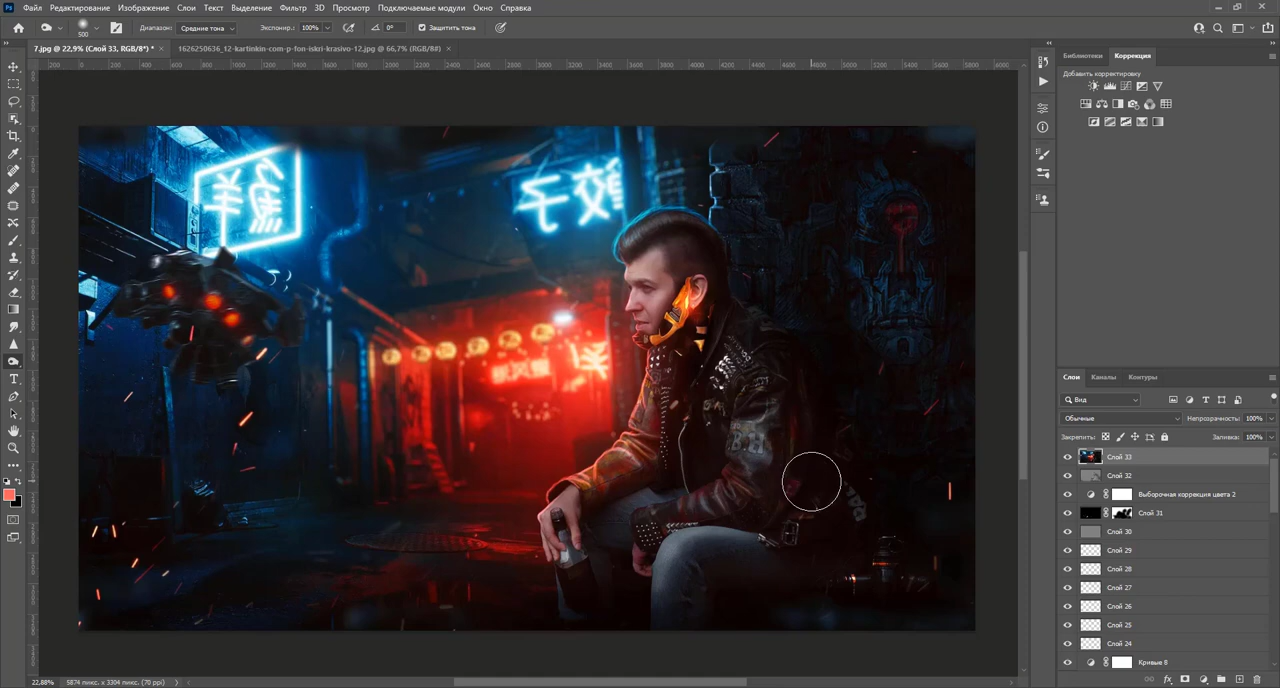 Файл Редактирование Изображение Слои Текст Выделение Фильтр 3D Просмотр Подключаемые модули Окно Справка
500 Диапазон: Средние тона Экспонир.: 100% 0° Защитить тона
7.jpg @ 22,9% (Слой 33, RGB/8*) * × 1626250636_12-kartinkin-com-p-fon-iskri-krasivo-12.jpg @ 66,7% (RGB/8#) ×
Библиотеки Коррекция
Добавить корректировку
Слои Каналы Контуры
Вид
Обычные Непрозрачность: 100%
Закрепить: Заливка: 100%
Слой 33
Слой 32
Выборочная коррекция цвета 2
Слой 31
Слой 30
Слой 29
Слой 28
Слой 27
Слой 26
Слой 25
Слой 24
Кривые 8
22,88% 5874 пикс. x 3304 пикс. (70 ppi)